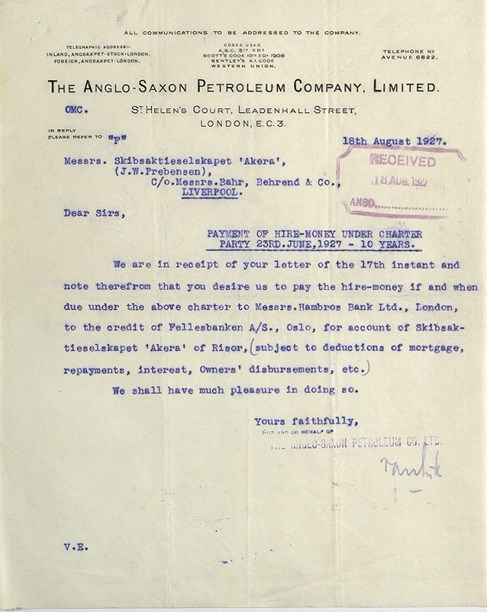 ALL COMMUNICATIONS TO BE ADDRESSED TO THE COMPANY.
TELEGRAPHIC ADDRESSES
INLAND, ANGSAXPET-STOCK-LONDON.
FOREIGN, ANGSAXPET-LONDON.
CODES USED
A.B.C. 5TH EDN
SCOTT'S CODE 10TH EDN 1906
BENTLEY'S A.I. CODE
WESTERN UNION.
TELEPHONE NO
AVENUE 6822.
THE ANGLO-SAXON PETROLEUM COMPANY, LIMITED.
OMC.
ST HELEN'S COURT, LEADENHALL STREET,
LONDON, E.C.3.
IN REPLY
PLEASE REFER TO "P"
18th August 1927.
Messrs. Skibsaktieselskapet 'Akera',
(J.W.Prebensen),
C/o.Messrs.Bahr, Behrend & Co.,
LIVERPOOL.
RECEIVED
18 AUG. 1927
ANSD
Dear Sirs,
PAYMENT OF HIRE-MONEY UNDER CHARTER
PARTY 23RD.JUNE,1927 - 10 YEARS.
We are in receipt of your letter of the 17th instant and
note therefrom that you desire us to pay the hire-money if and when
due under the above charter to Messrs.Hambros Bank Ltd., London,
to the credit of Fellesbanken A/S., Oslo, for account of Skibsak-
tieselskapet 'Akera' of Risor,(subject to deductions of mortgage,
repayments, interest, Owners' disbursements, etc.)
We shall have much pleasure in doing so.
Yours faithfully,
FOR AND ON BEHALF OF
THE ANGLO-SAXON PETROLEUM CO. LTD.
V.E.